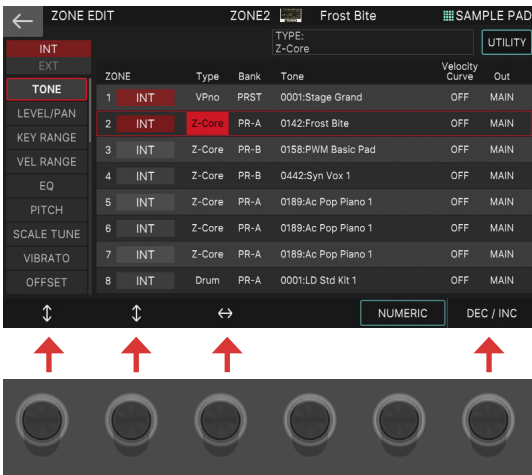 ZONE EDIT ZONE2 Frost Bite SAMPLE PAD
TYPE:
Z-Core
UTILITY
INT
EXT
TONE
LEVEL/PAN
KEY RANGE
VEL RANGE
EQ
PITCH
SCALE TUNE
VIBRATO
OFFSET
ZONE Type Bank Tone Velocity Curve Out
1 INT VPno PRST 0001:Stage Grand OFF MAIN
2 INT Z-Core PR-A 0142:Frost Bite OFF MAIN
3 INT Z-Core PR-B 0158:PWM Basic Pad OFF MAIN
4 INT Z-Core PR-B 0442:Syn Vox 1 OFF MAIN
5 INT Z-Core PR-A 0189:Ac Pop Piano 1 OFF MAIN
6 INT Z-Core PR-A 0189:Ac Pop Piano 1 OFF MAIN
7 INT Z-Core PR-A 0189:Ac Pop Piano 1 OFF MAIN
8 INT Drum PR-A 0001:LD Std Kit 1 OFF MAIN
NUMERIC DEC / INC